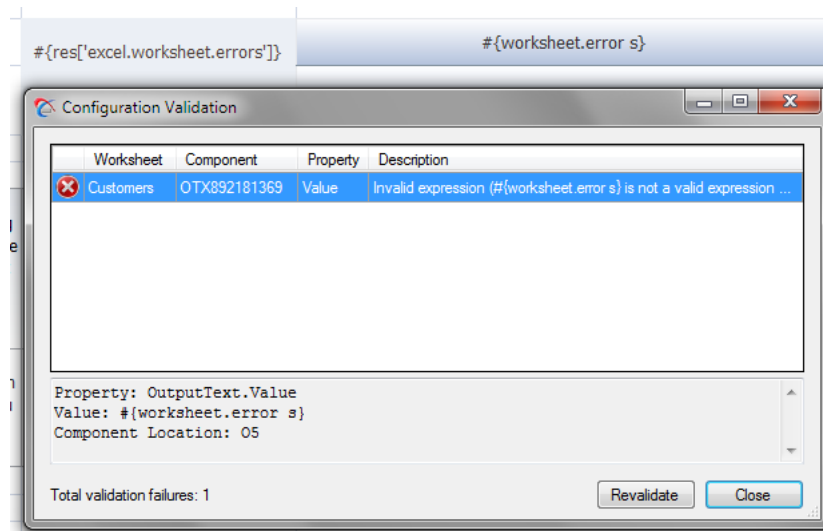 #{res['excel.worksheet.errors']}
#{worksheet.error s}
Configuration Validation
Worksheet Component Property Description
Customers OTX892181369 Value Invalid expression (#{worksheet.error s} is not a valid expression ...
Property: OutputText.Value
Value: #{worksheet.error s}
Component Location: O5
Total validation failures: 1
Revalidate
Close